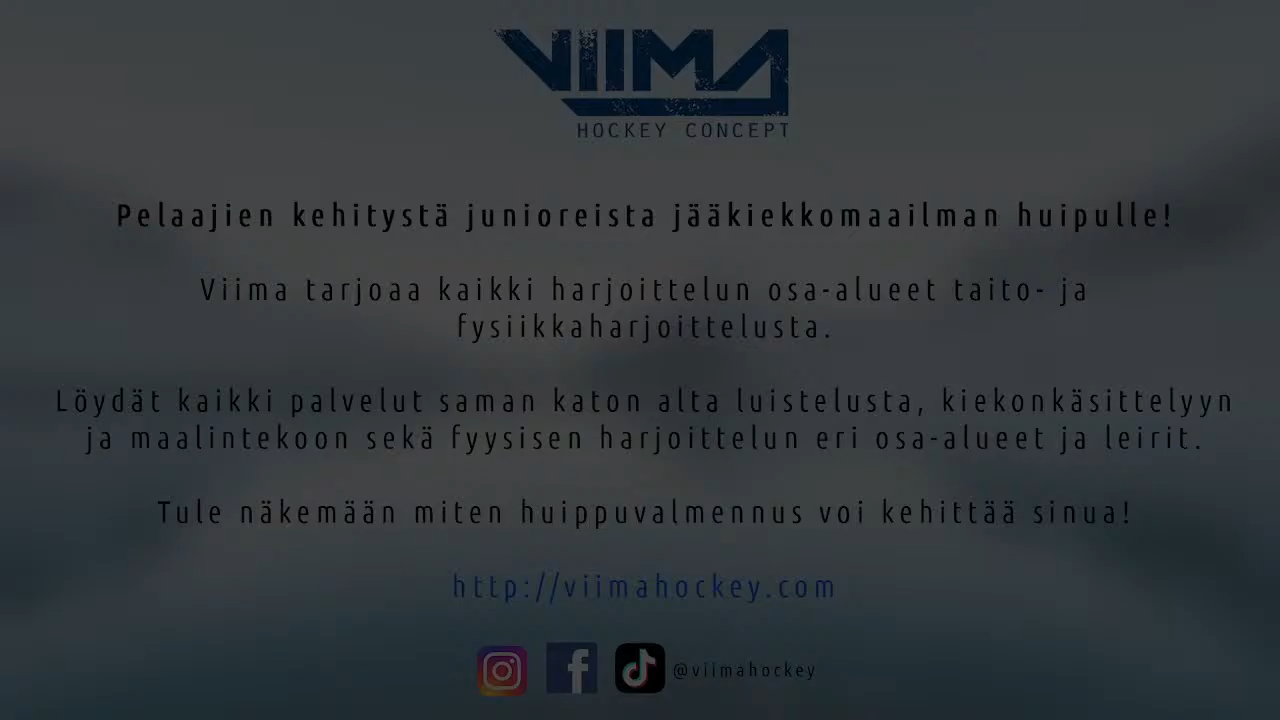 VIIMA
HOCKEY CONCEPT
Pelaajien kehitystä junioreista jääkiekkomaailman huipulle!
Viima tarjoaa kaikki harjoittelun osa-alueet taito- ja
fysiikkaharjoittelusta.
Löydät kaikki palvelut saman katon alta luistelusta, kiekonkäsittelyyn
ja maalintekoon sekä fyysisen harjoittelun eri osa-alueet ja leirit.
Tule näkemään miten huippuvalmennus voi kehittää sinua!
http://viimahockey.com
@viimahockey